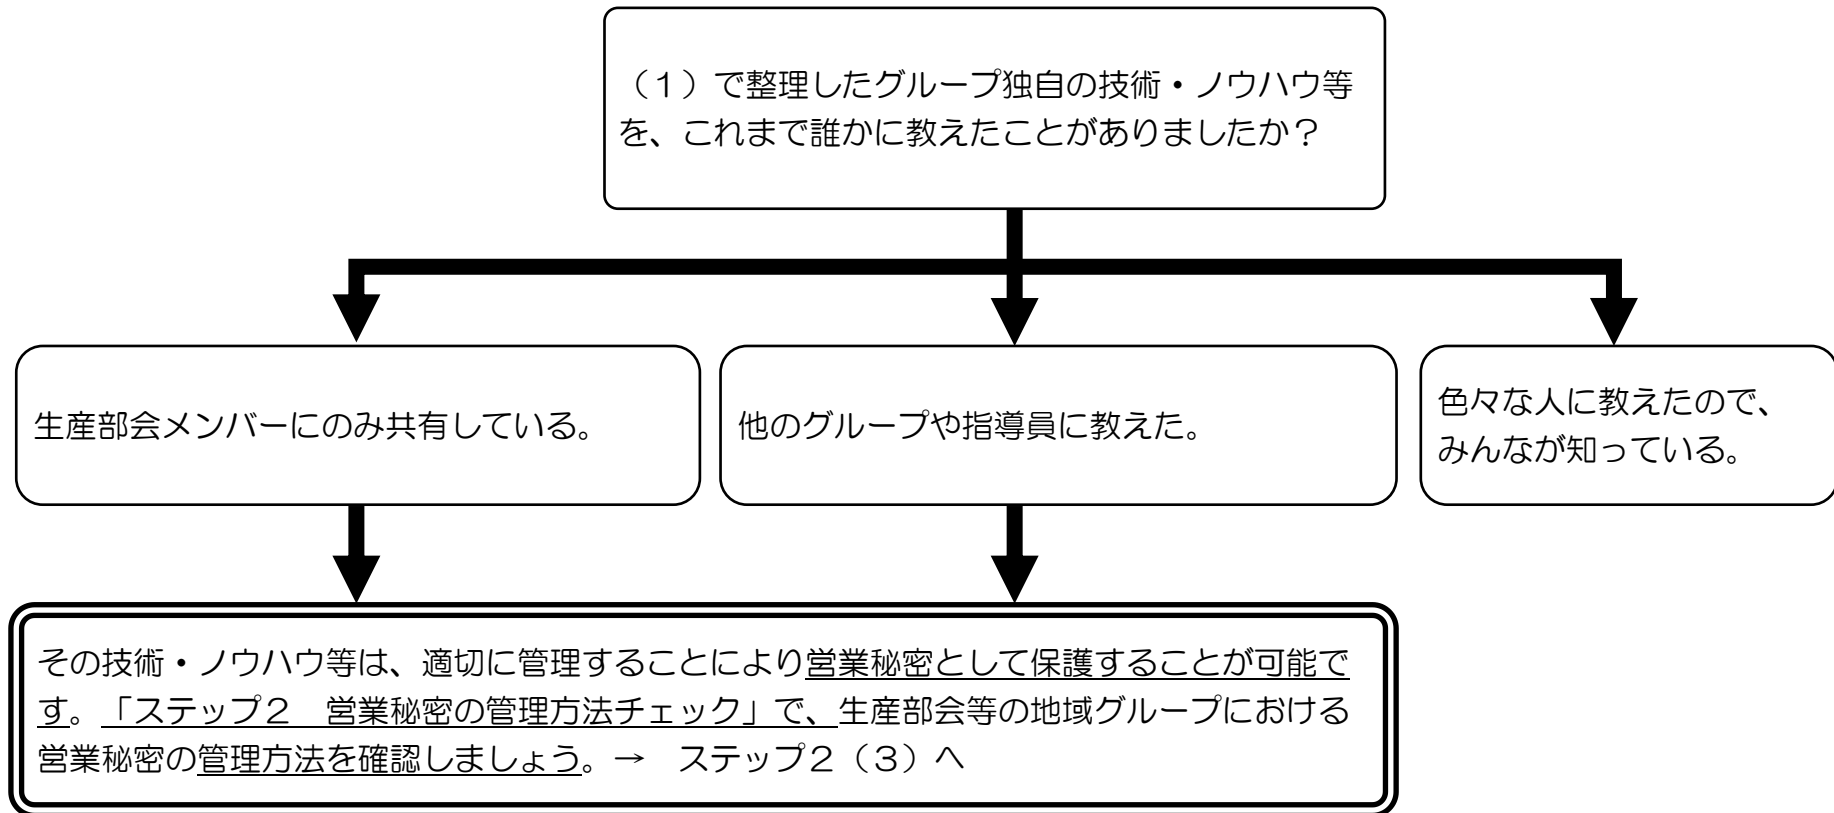 （１）で整理したグループ独自の技術・ノウハウ等
を、これまで誰かに教えたことがありましたか？
生産部会メンバーにのみ共有している。
他のグループや指導員に教えた。
色々な人に教えたので、
みんなが知っている。
その技術・ノウハウ等は、適切に管理することにより営業秘密として保護することが可能で
す。「ステップ２　営業秘密の管理方法チェック」で、生産部会等の地域グループにおける
営業秘密の管理方法を確認しましょう。→　ステップ２（３）へ